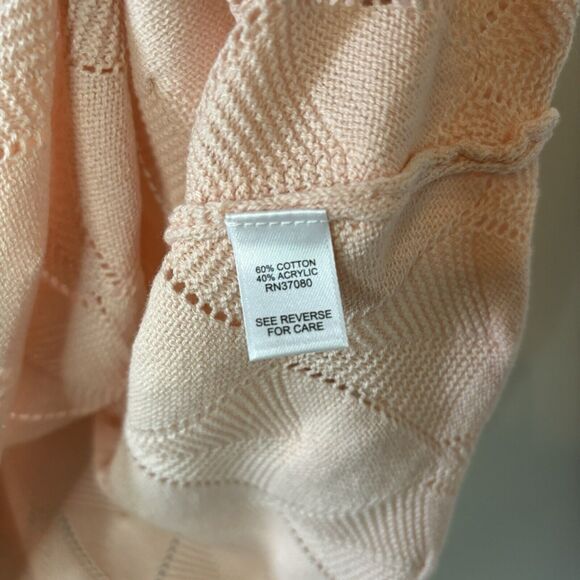 60% COTTON
40% ACRYLIC
RN37080
SEE REVERSE
FOR CARE